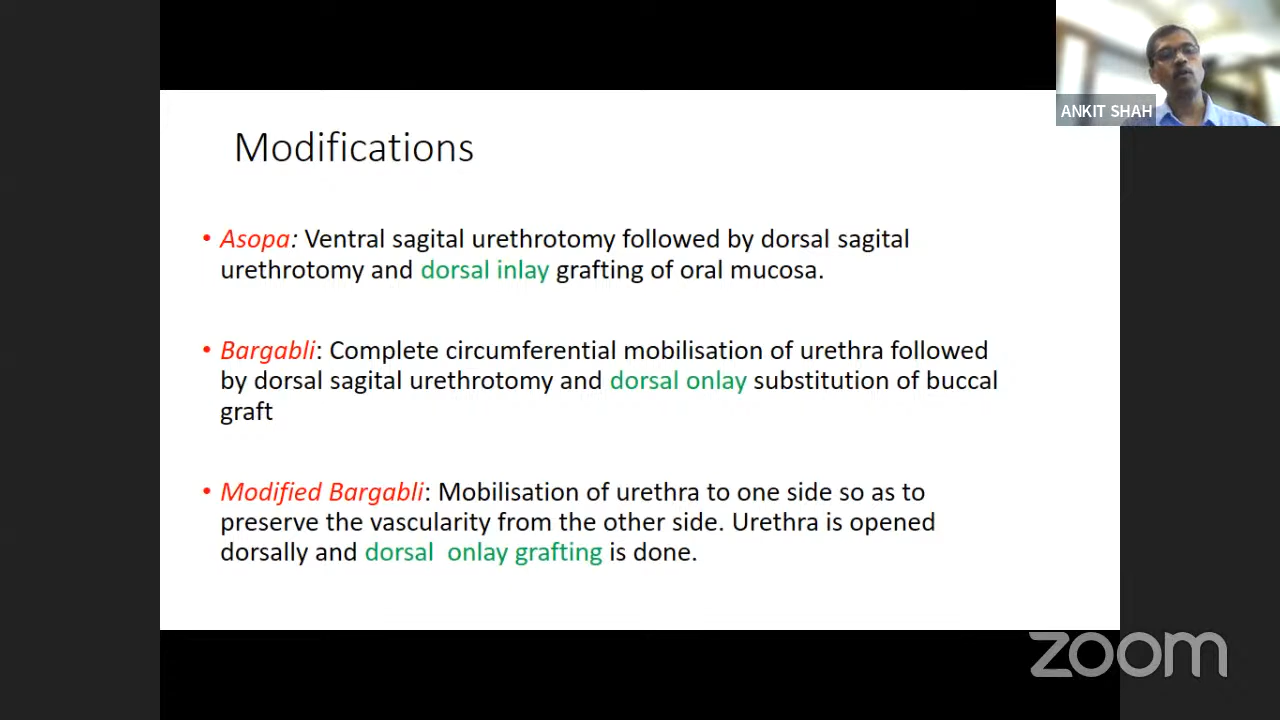 ANKIT SHAH
Modifications
• Asopa: Ventral sagital urethrotomy followed by dorsal sagital
urethrotomy and dorsal inlay grafting of oral mucosa.
• Bargabli: Complete circumferential mobilisation of urethra followed
by dorsal sagital urethrotomy and dorsal onlay substitution of buccal
graft
• Modified Bargabli: Mobilisation of urethra to one side so as to
preserve the vascularity from the other side. Urethra is opened
dorsally and dorsal  onlay grafting is done.
zoom